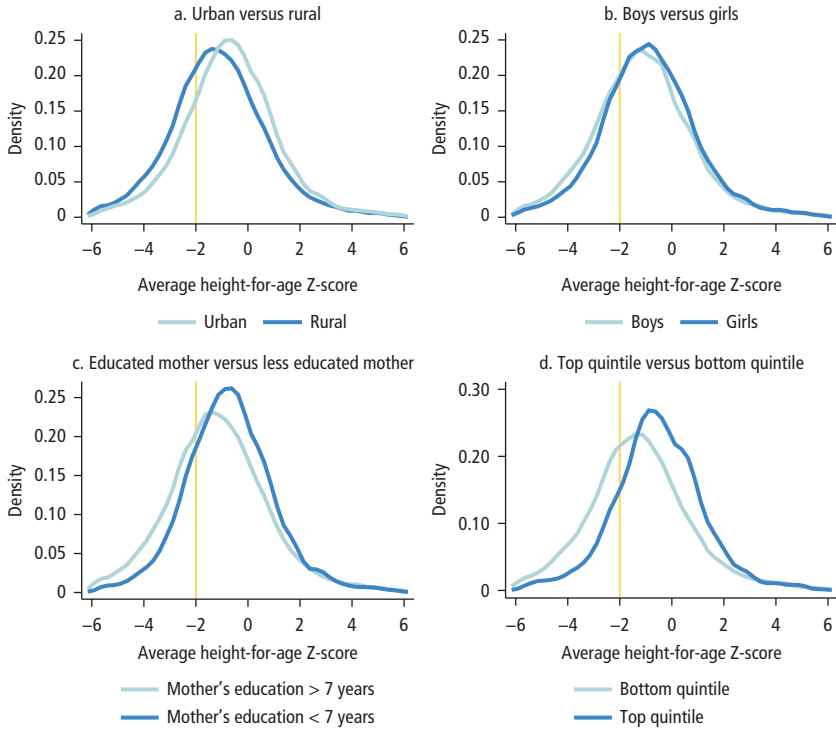 a. Urban versus rural
Density
0.25
0.20
0.15
0.10
0.05
0
−6 −4 −2 0 2 4 6
Average height-for-age Z-score
Urban Rural
b. Boys versus girls
Density
0.25
0.20
0.15
0.10
0.05
0
−6 −4 −2 0 2 4 6
Average height-for-age Z-score
Boys Girls
c. Educated mother versus less educated mother
Density
0.25
0.20
0.15
0.10
0.05
0
−6 −4 −2 0 2 4 6
Average height-for-age Z-score
Mother's education > 7 years
Mother's education < 7 years
d. Top quintile versus bottom quintile
Density
0.30
0.20
0.10
0
−6 −4 −2 0 2 4 6
Average height-for-age Z-score
Bottom quintile
Top quintile